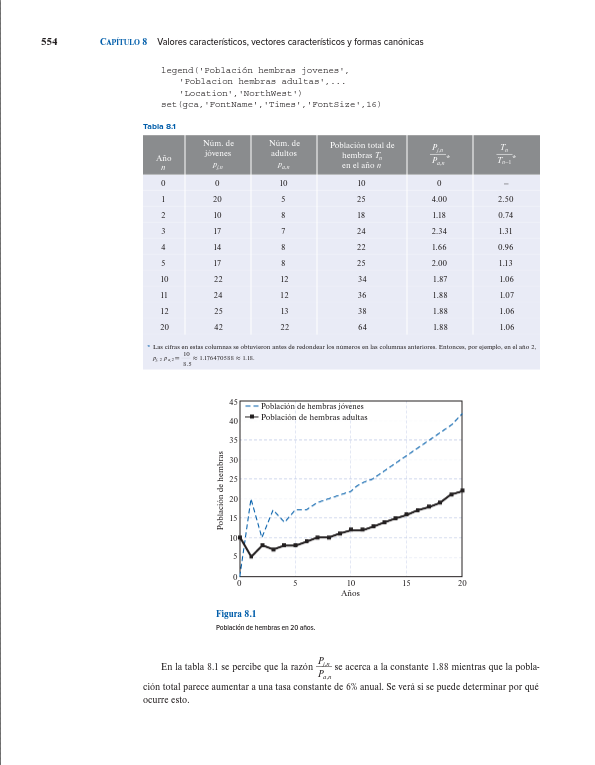 554 CAPÍTULO 8 Valores característicos, vectores característicos y formas canónicas
legend('Población hembras jovenes',
'Poblacion hembras adultas',...
'Location','NorthWest')
set(gca,'FontName','Times','FontSize',16)
Tabla 8.1
Año n | Núm. de jóvenes p_{j,n} | Núm. de adultos p_{a,n} | Población total de hembras T_n en el año n | P_{j,n}/P_{a,n}* | T_n/T_{n–1}*
0 0 10 10 0 –
1 20 5 25 4.00 2.50
2 10 8 18 1.18 0.74
3 17 7 24 2.34 1.31
4 14 8 22 1.66 0.96
5 17 8 25 2.00 1.13
10 22 12 34 1.87 1.06
11 24 12 36 1.88 1.07
12 25 13 38 1.88 1.06
20 42 22 64 1.88 1.06
* Las cifras en estas columnas se obtuvieron antes de redondear los números en las columnas anteriores. Entonces, por ejemplo, en el año 2,
p_{j, 2} p_{a, 2} = 10/8.5 ≈ 1.176470588 ≈ 1.18.
45
40
35
30
25
20
15
10
5
0
Población de hembras
Población de hembras jóvenes
Población de hembras adultas
0 5 10 15 20
Años
Figura 8.1
Población de hembras en 20 años.
En la tabla 8.1 se percibe que la razón P_{j,n}/P_{a,n} se acerca a la constante 1.88 mientras que la pobla-
ción total parece aumentar a una tasa constante de 6% anual. Se verá si se puede determinar por qué
ocurre esto.